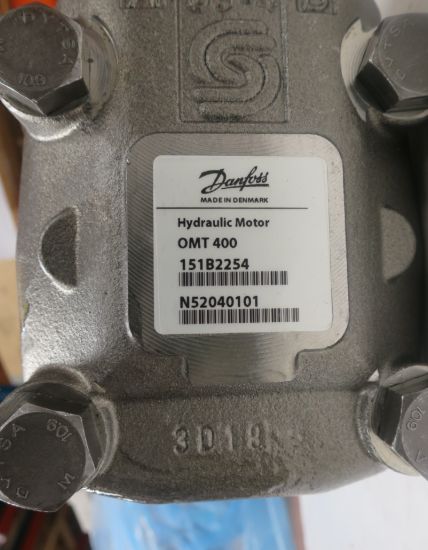 Danfoss
MADE IN DENMARK
Hydraulic Motor
OMT 400
151B2254
N52040101
3D18